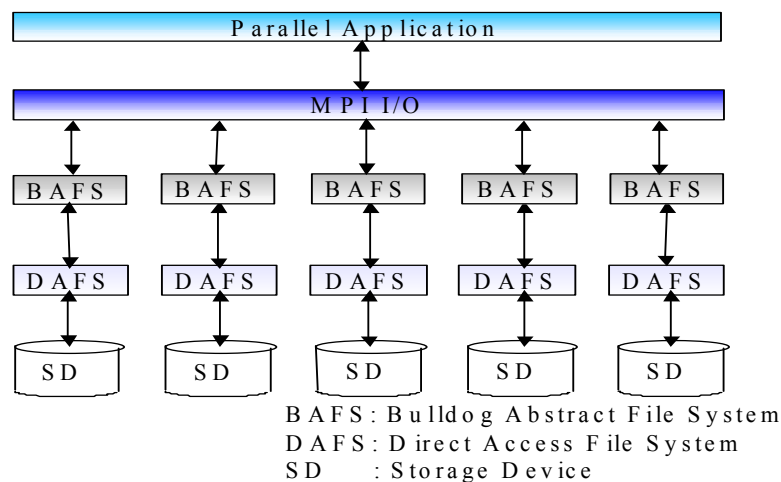 Parallel Application
MPI I/O
BAFS BAFS BAFS BAFS BAFS
DAFS DAFS DAFS DAFS DAFS
SD SD SD SD SD
BAFS: Bulldog Abstract File System
DAFS: Direct Access File System
SD : Storage Device